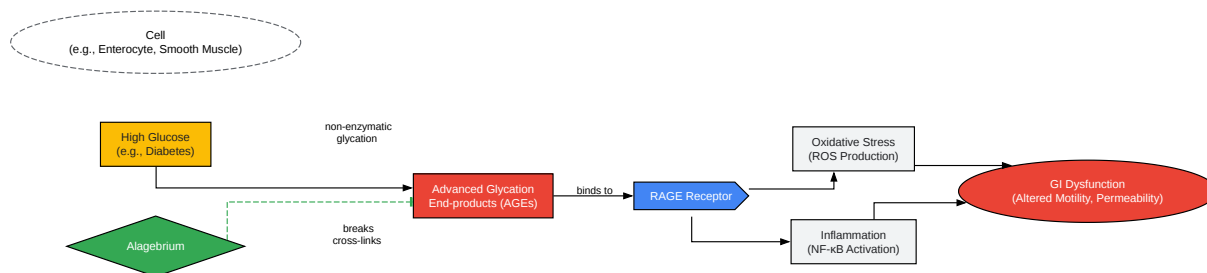 Cell
(e.g., Enterocyte, Smooth Muscle)
High Glucose
(e.g., Diabetes)
non-enzymatic
glycation
Advanced Glycation
End-products (AGEs)
Alagebrium
breaks
cross-links
binds to
RAGE Receptor
Oxidative Stress
(ROS Production)
Inflammation
(NF-κB Activation)
GI Dysfunction
(Altered Motility, Permeability)